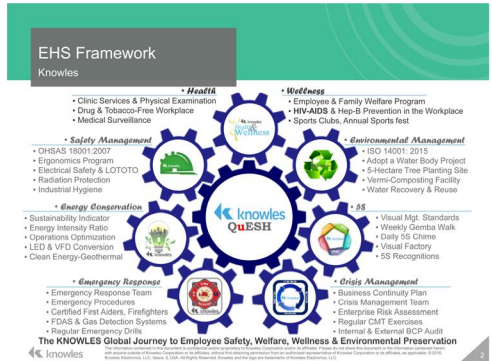 EHS Framework
Knowles
• Health
• Clinic Services & Physical Examination
• Drug & Tobacco-Free Workplace
• Medical Surveillance
• Wellness
• Employee & Family Welfare Program
• HIV-AIDS & Hep-B Prevention in the Workplace
• Sports Clubs, Annual Sports fest
• Safety Management
• OHSAS 18001:2007
• Ergonomics Program
• Electrical Safety & LOTOTO
• Radiation Protection
• Industrial Hygiene
• Environmental Management
• ISO 14001: 2015
• Adopt a Water Body Project
• 5-Hectare Tree Planting Site
• Vermi-Composting Facility
• Water Recovery & Reuse
knowles
Health
Wellness
• Energy Conservation
• Sustainability Indicator
• Energy Intensity Ratio
• Operations Optimization
• LED & VFD Conversion
• Clean Energy-Geothermal
knowles
QuESH
• 5S
• Visual Mgt. Standards
• Weekly Gemba Walk
• Daily 5S Chime
• Visual Factory
• 5S Recognitions
knowles
• Emergency Response
• Emergency Response Team
• Emergency Procedures
• Certified First Aiders, Firefighters
• FDAS & Gas Detection Systems
• Regular Emergency Drills
• Crisis Management
• Business Continuity Plan
• Crisis Management Team
• Enterprise Risk Assessment
• Regular CMT Exercises
• Internal & External BCP Audit
The KNOWLES Global Journey to Employee Safety, Welfare, Wellness & Environmental Preservation
knowles
2